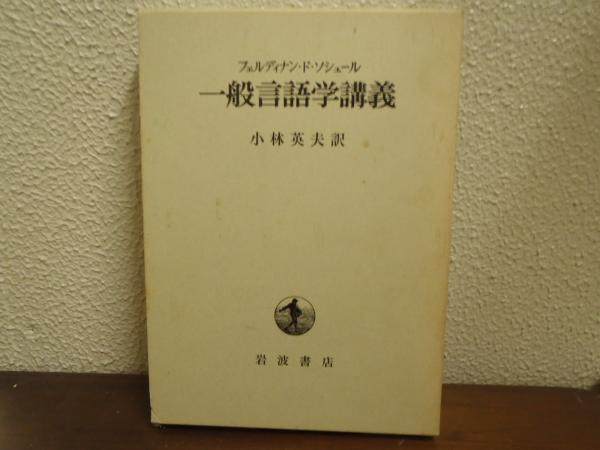 フェルディナン・ド・ソシュール
一般言語学講義
小林英夫訳
岩波書店